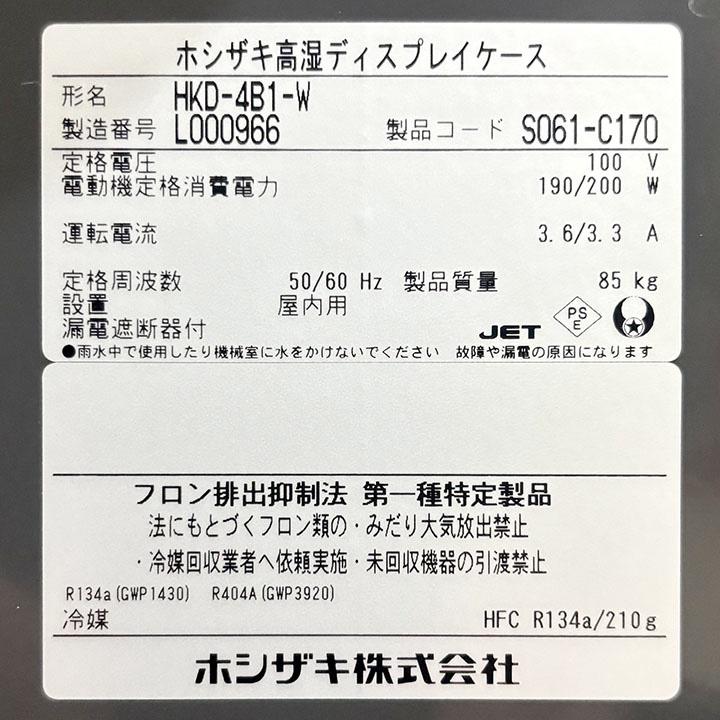 ホシザキ高湿ディスプレイケース
形名 HKD-4B1-W
製造番号 L000966 製品コード S061-C170
定格電圧 100 V
電動機定格消費電力 190/200 W
運転電流 3.6/3.3 A
定格周波数 50/60 Hz 製品質量 85 kg
設置 屋内用
漏電遮断器付 JET PS E
●雨水中で使用したり機械室に水をかけないでください 故障や漏電の原因になります
フロン排出抑制法 第一種特定製品
法にもとづくフロン類の・みだり大気放出禁止
・冷媒回収業者へ依頼実施・未回収機器の引渡禁止
R134a(GWP1430) R404A(GWP3920)
冷媒 HFC R134a/210g
ホシザキ株式会社